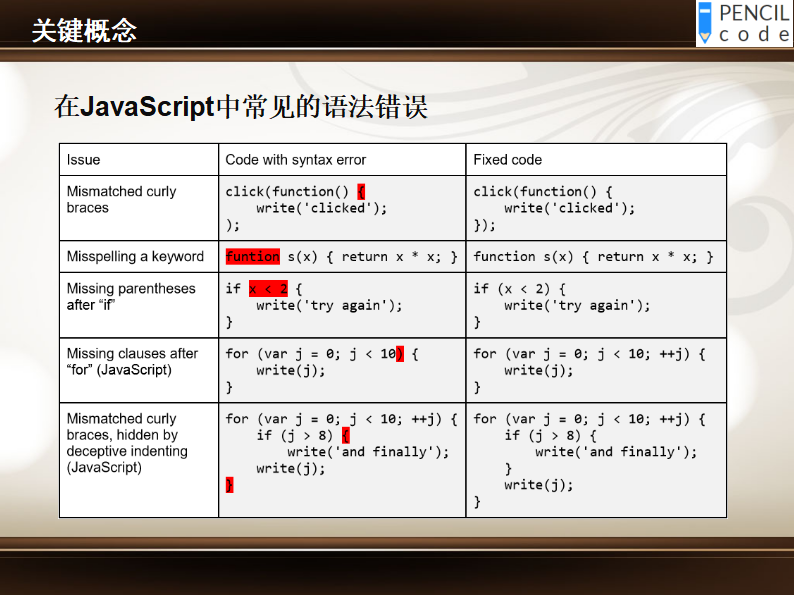 关键概念
PENCIL
code
在JavaScript中常见的语法错误
Issue
Code with syntax error
Fixed code
Mismatched curly
braces
click(function() {
    write('clicked');
);
click(function() {
    write('clicked');
});
Misspelling a keyword
funtion s(x) { return x * x; }
function s(x) { return x * x; }
Missing parentheses
after “if”
if x < 2 {
    write('try again');
}
if (x < 2) {
    write('try again');
}
Missing clauses after
“for” (JavaScript)
for (var j = 0; j < 10) {
    write(j);
}
for (var j = 0; j < 10; ++j) {
    write(j);
}
Mismatched curly
braces, hidden by
deceptive indenting
(JavaScript)
for (var j = 0; j < 10; ++j) {
    if (j > 8) {
        write('and finally');
    write(j);
}
for (var j = 0; j < 10; ++j) {
    if (j > 8) {
        write('and finally');
    }
    write(j);
}